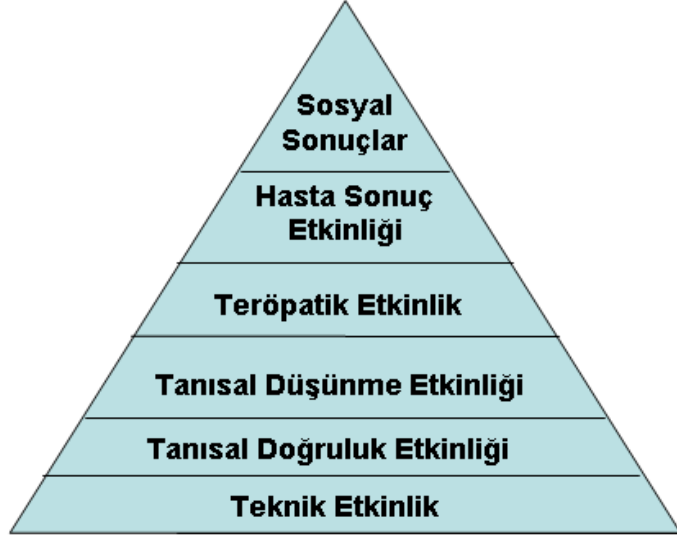 Sosyal
Sonuçlar
Hasta Sonuç
Etkinliği
Teröpatik Etkinlik
Tanısal Düşünme Etkinliği
Tanısal Doğruluk Etkinliği
Teknik Etkinlik